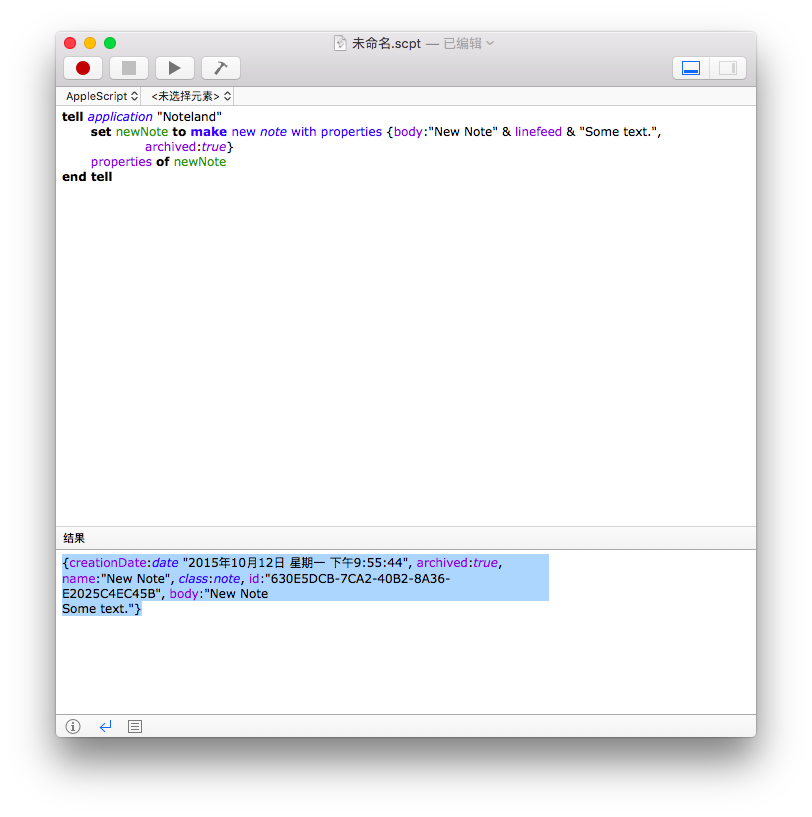 未命名.scpt — 已编辑
AppleScript <未选择元素>
tell application "Noteland"
set newNote to make new note with properties {body:"New Note" & linefeed & "Some text.",
archived:true}
properties of newNote
end tell
结果
{creationDate:date "2015年10月12日 星期一 下午9:55:44", archived:true,
name:"New Note", class:note, id:"630E5DCB-7CA2-40B2-8A36-
E2025C4EC45B", body:"New Note
Some text."}